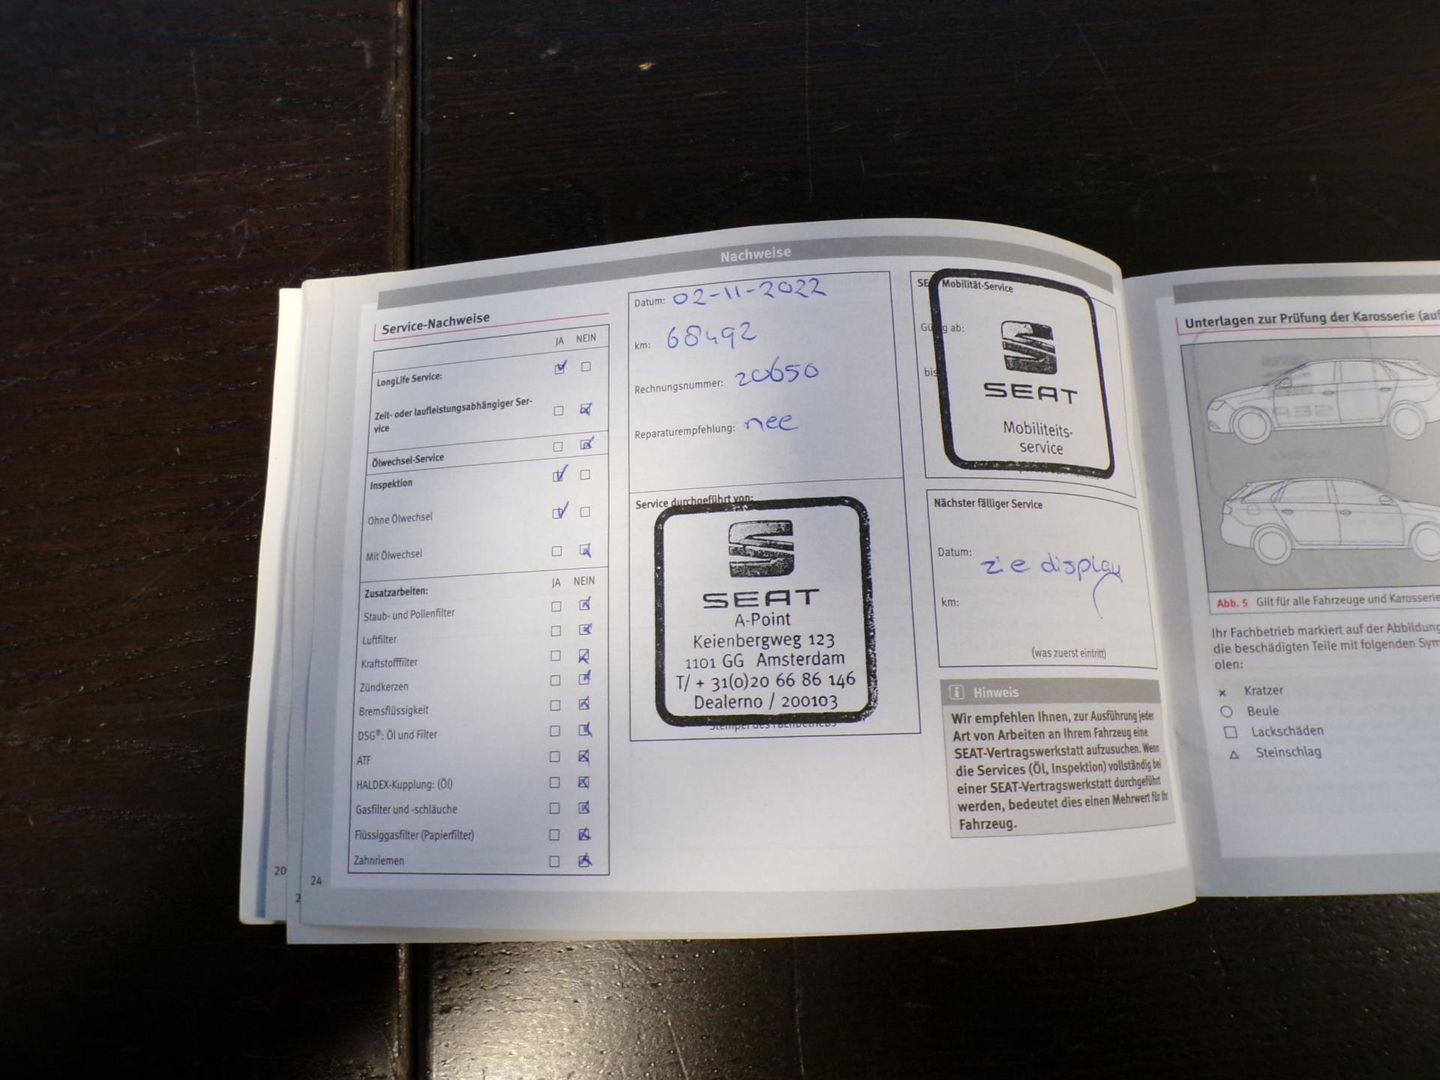 Nachweise
Service-Nachweise
JA NEIN
LongLife Service:
Zeit- oder laufleistungsabhängiger Ser-
vice
Ölwechsel-Service
Inspektion
Ohne Ölwechsel
Mit Ölwechsel
Zusatzarbeiten: JA NEIN
Staub- und Pollenfilter
Luftfilter
Kraftstofffilter
Zündkerzen
Bremsflüssigkeit
DSG®: Öl und Filter
ATF
HALDEX-Kupplung: (Öl)
Gasfilter und -schläuche
Flüssiggasfilter (Papierfilter)
Zahnriemen
20
24
Datum: 02-11-2022
km: 68492
Rechnungsnummer: 20650
Reparaturempfehlung: nee
Service durchgeführt von:
SEAT
A-Point
Keienbergweg 123
1101 GG Amsterdam
T/ + 31(0)20 66 86 146
Dealerno / 200103
Stempel des Fachbetriebs
Mobilität-Service
ab:
bis
SEAT
Mobiliteits-
service
Nächster fälliger Service
Datum: zie display
km:
(was zuerst eintritt)
Hinweis
Wir empfehlen Ihnen, zur Ausführung jeder
Art von Arbeiten an Ihrem Fahrzeug eine
SEAT-Vertragswerkstatt aufzusuchen. Wenn
die Services (Öl, Inspektion) vollständig bei
einer SEAT-Vertragswerkstatt durchgeführt
werden, bedeutet dies einen Mehrwert für Ihr
Fahrzeug.
Unterlagen zur Prüfung der Karosserie (auf
Abb. 5 Gilt für alle Fahrzeuge und Karosserie
Ihr Fachbetrieb markiert auf der Abbildung
die beschädigten Teile mit folgenden Sym
olen:
× Kratzer
○ Beule
□ Lackschäden
△ Steinschlag